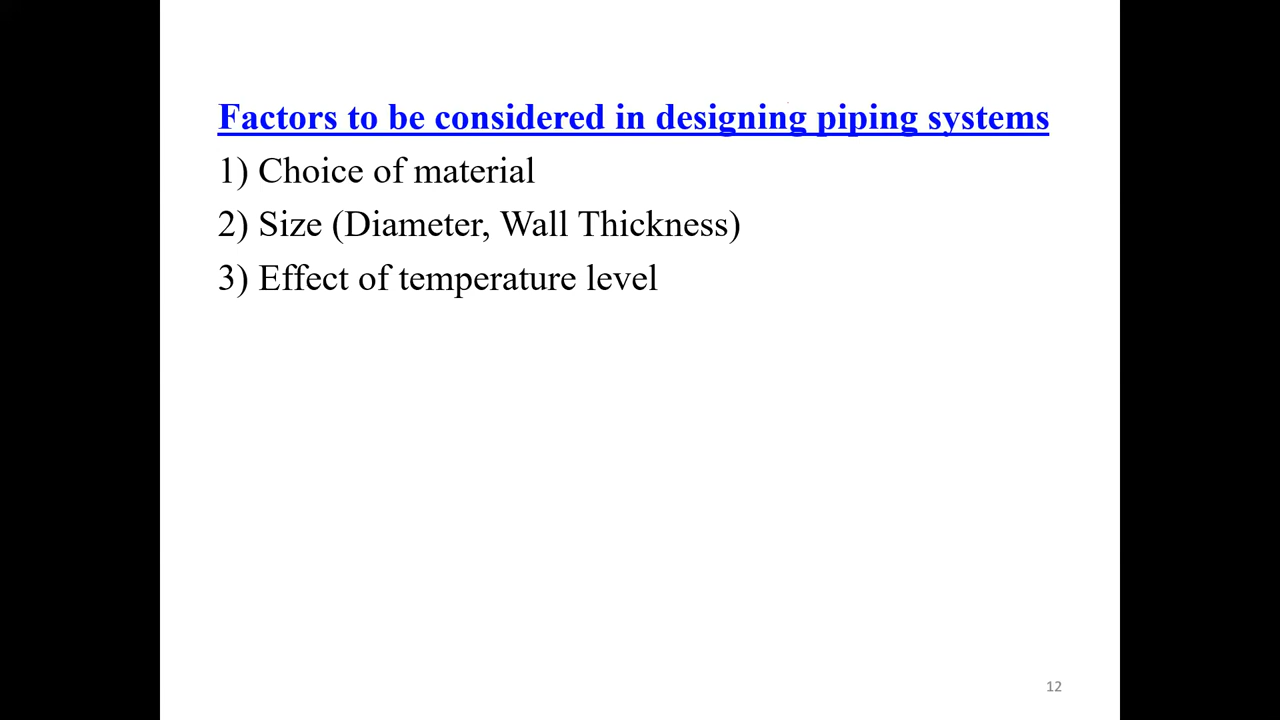 Factors to be considered in designing piping systems
1) Choice of material
2) Size (Diameter, Wall Thickness)
3) Effect of temperature level
12